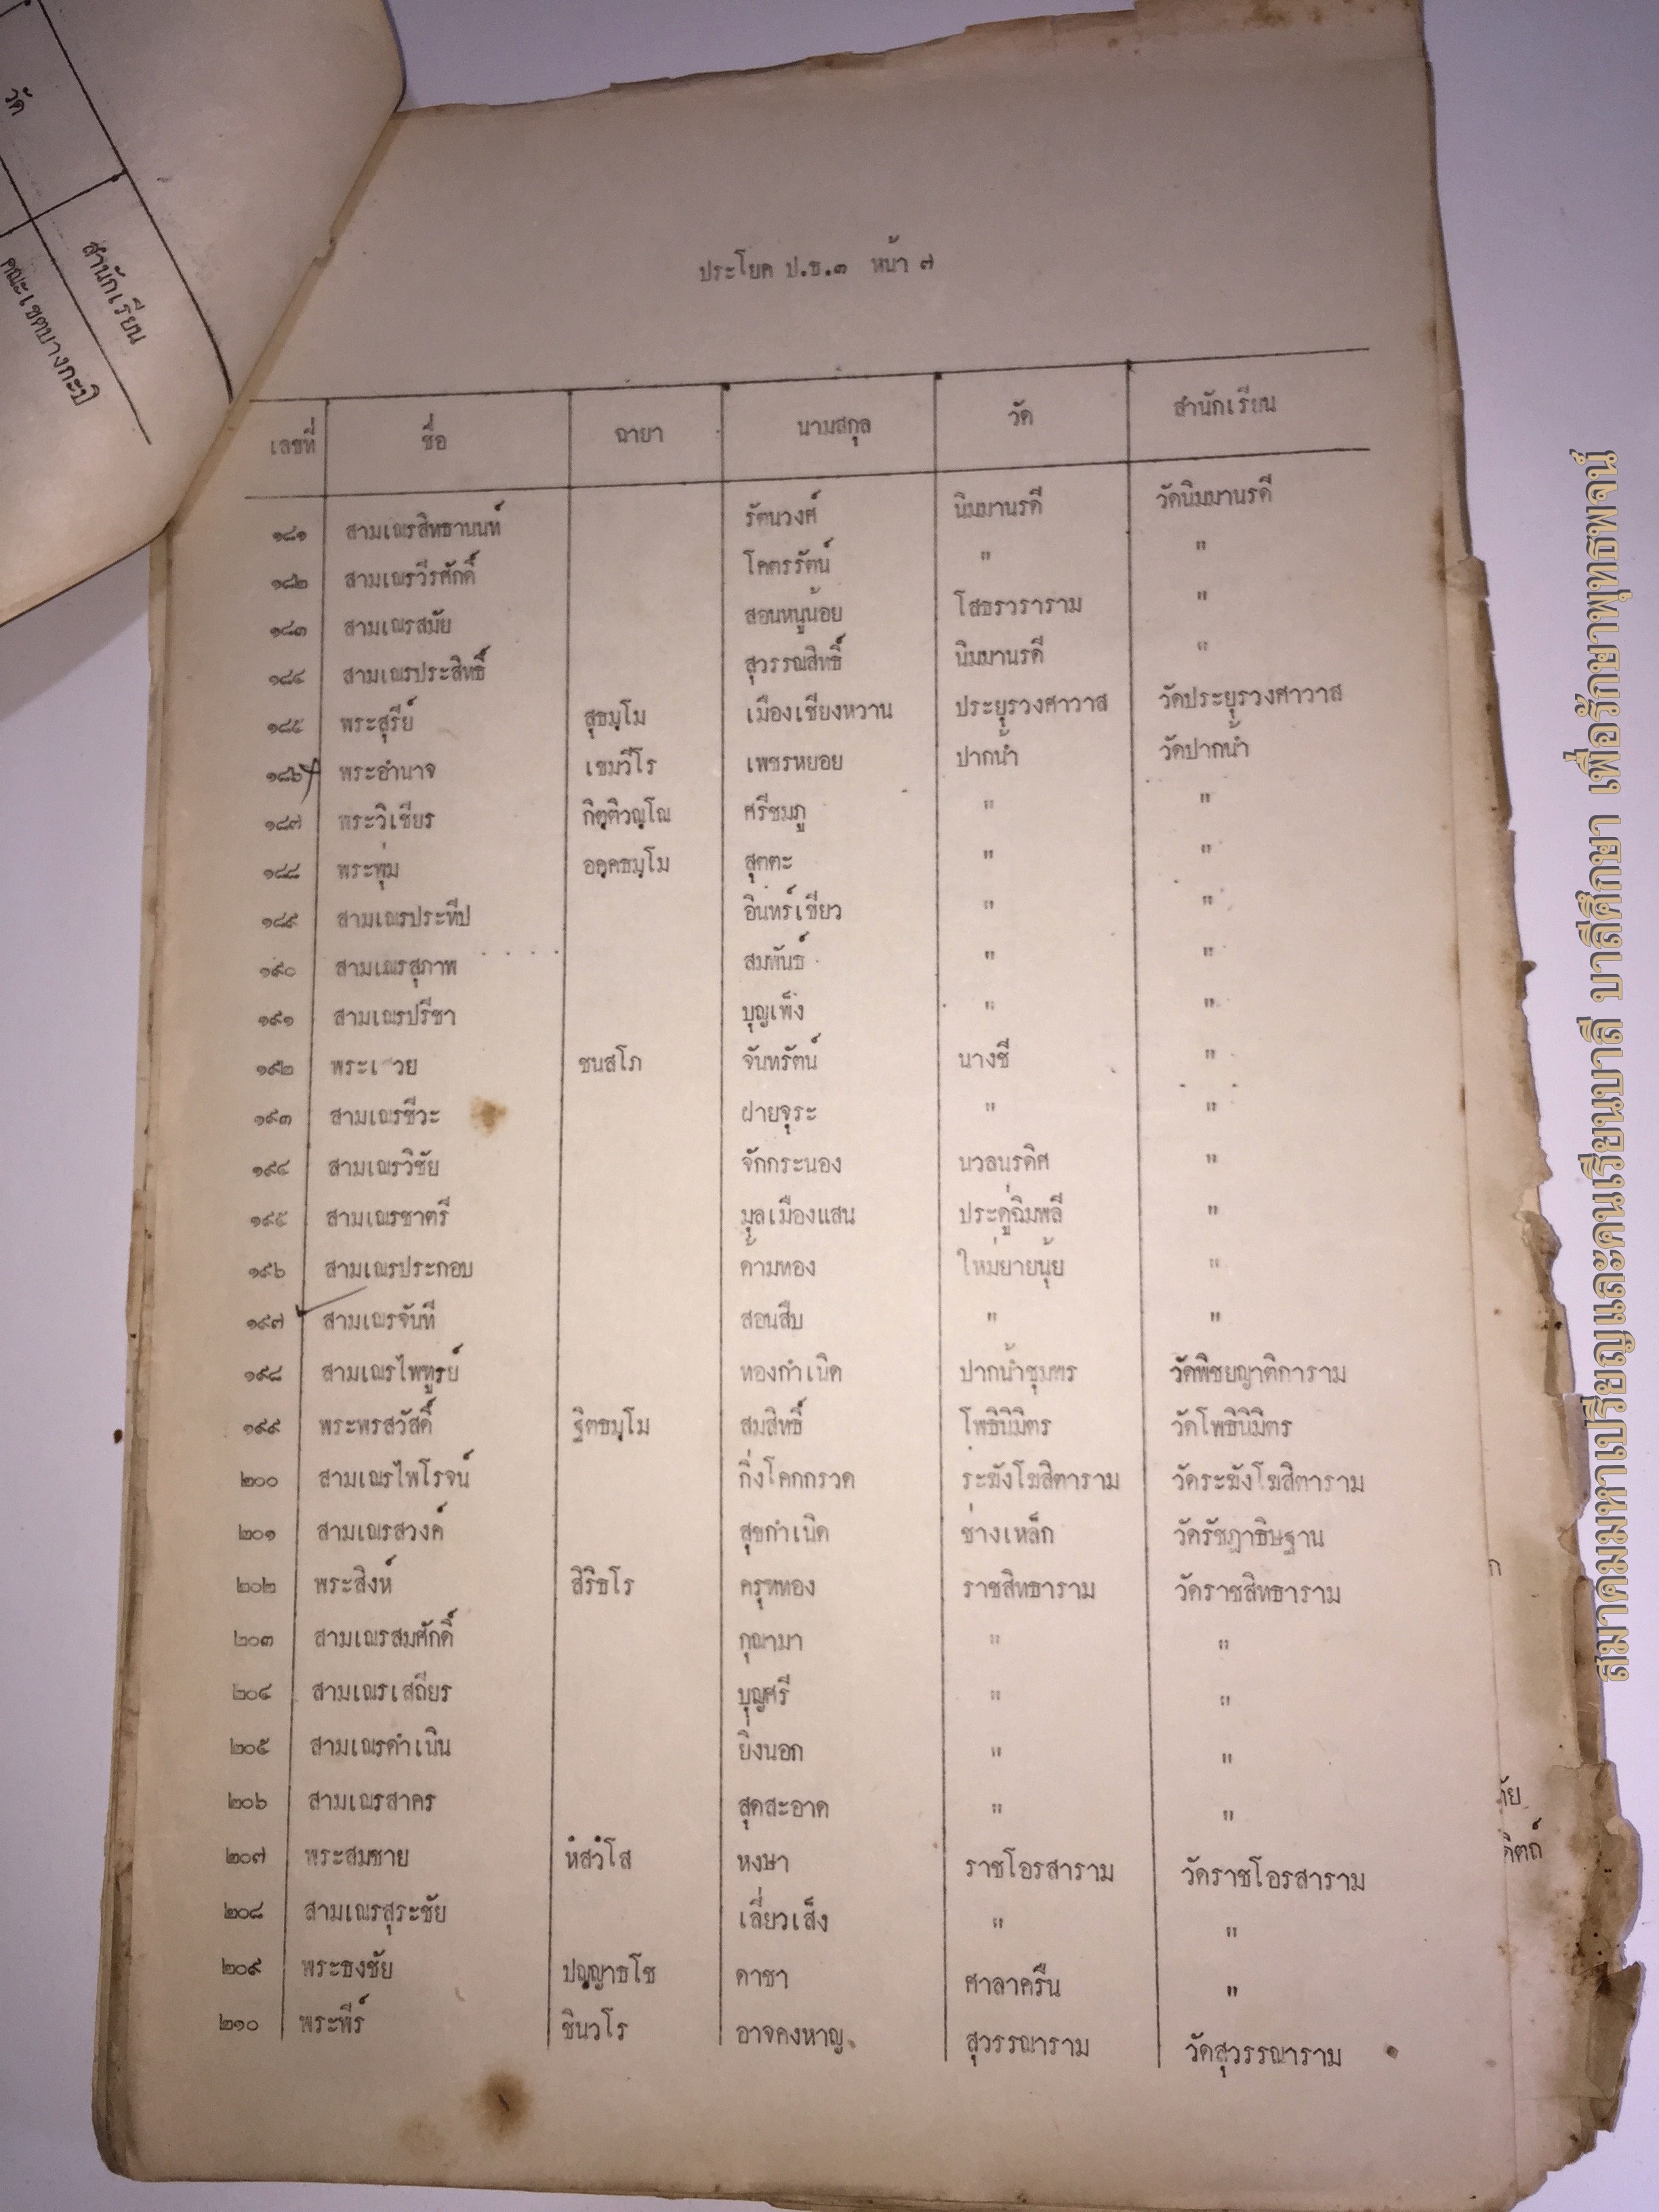 วัด
สำนักเรียน
คณะเขตบางกะปิ
ประโยค ป.ธ.๓ หน้า ๗
เลขที่ ชื่อ ฉายา นามสกุล วัด สำนักเรียน
๑๘๑ สามเณรสิทธานนท์ รัตนวงศ์ นิมมานรดี วัดนิมมานรดี
๑๘๒ สามเณรวีรศักดิ์ โคตรรัตน์ " "
๑๘๓ สามเณรสมัย สอนหนูน้อย โสธรวราราม "
๑๘๔ สามเณรประสิทธิ์ สุวรรณสิทธิ์ นิมมานรดี "
๑๘๕ พระสุรีย์ สุธมฺโม เมืองเชียงหวาน ประยุรวงศาวาส วัดประยุรวงศาวาส
๑๘๖ พระอำนาจ เขมวีโร เพชรหยอย ปากน้ำ วัดปากน้ำ
๑๘๗ พระวิเชียร กิตฺติวณฺโณ ศรีชมภู " "
๑๘๘ พระพุ่ม อคฺคธมฺโม สุตตะ " "
๑๘๙ สามเณรประทีป อินทร์เขียว " "
๑๙๐ สามเณรสุภาพ สมพันธ์ " "
๑๙๑ สามเณรปรีชา บุญเพ็ง " "
๑๙๒ ชนสโภ จันทรัตน์ นางชี "
๑๙๓ สามเณรชีวะ ฝ่ายจุระ " "
๑๙๔ สามเณรวิชัย จักกระนอง นวลนรดิศ "
๑๙๕ สามเณรชาตรี มุลเมืองแสน ประดู่ฉิมพลี "
๑๙๖ สามเณรประกอบ ค้ามทอง ใหม่ยายนุ้ย "
๑๙๗ สามเณรจันที สอนสืบ " "
๑๙๘ สามเณรไพฑูรย์ ทองกำเนิด ปากน้ำชุมพร วัดพิชยญาติการาม
๑๙๙ พระพรสวัสดิ์ ฐิตธมฺโม สมสิทธิ์ โพธินิมิตร วัดโพธินิมิตร
๒๐๐ สามเณรไพโรจน์ กิ่งโคกกรวด ระฆังโฆสิตาราม วัดระฆังโฆสิตาราม
๒๐๑ สามเณรสวงค์ สุขกำเนิด ช่างเหล็ก วัดรัชฎาธิษฐาน
๒๐๒ พระสิงห์ สิริธโร ครุฑทอง ราชสิทธาราม วัดราชสิทธาราม
๒๐๓ สามเณรสมศักดิ์ กุณามา " "
๒๐๔ สามเณรเสถียร บุญศรี " "
๒๐๕ สามเณรดำเนิน ยิ่งนอก " "
๒๐๖ สามเณรสาคร สุดสะอาด " "
๒๐๗ พระสมชาย หํสวํโส หงษา ราชโอรสาราม วัดราชโอรสาราม
๒๐๘ สามเณรสุระชัย เลี่ยวเส็ง " "
๒๐๙ พระธงชัย ปญฺญาธโช ดาชา ศาลาครืน "
๒๑๐ พระพีร์ ชินวโร อาจคงหาญ สุวรรณาราม วัดสุวรรณาราม
สมาคมมหาเปรียญและคนเรียนบาลี บาลีศึกษา เพื่อรักษาพุทธพจน์